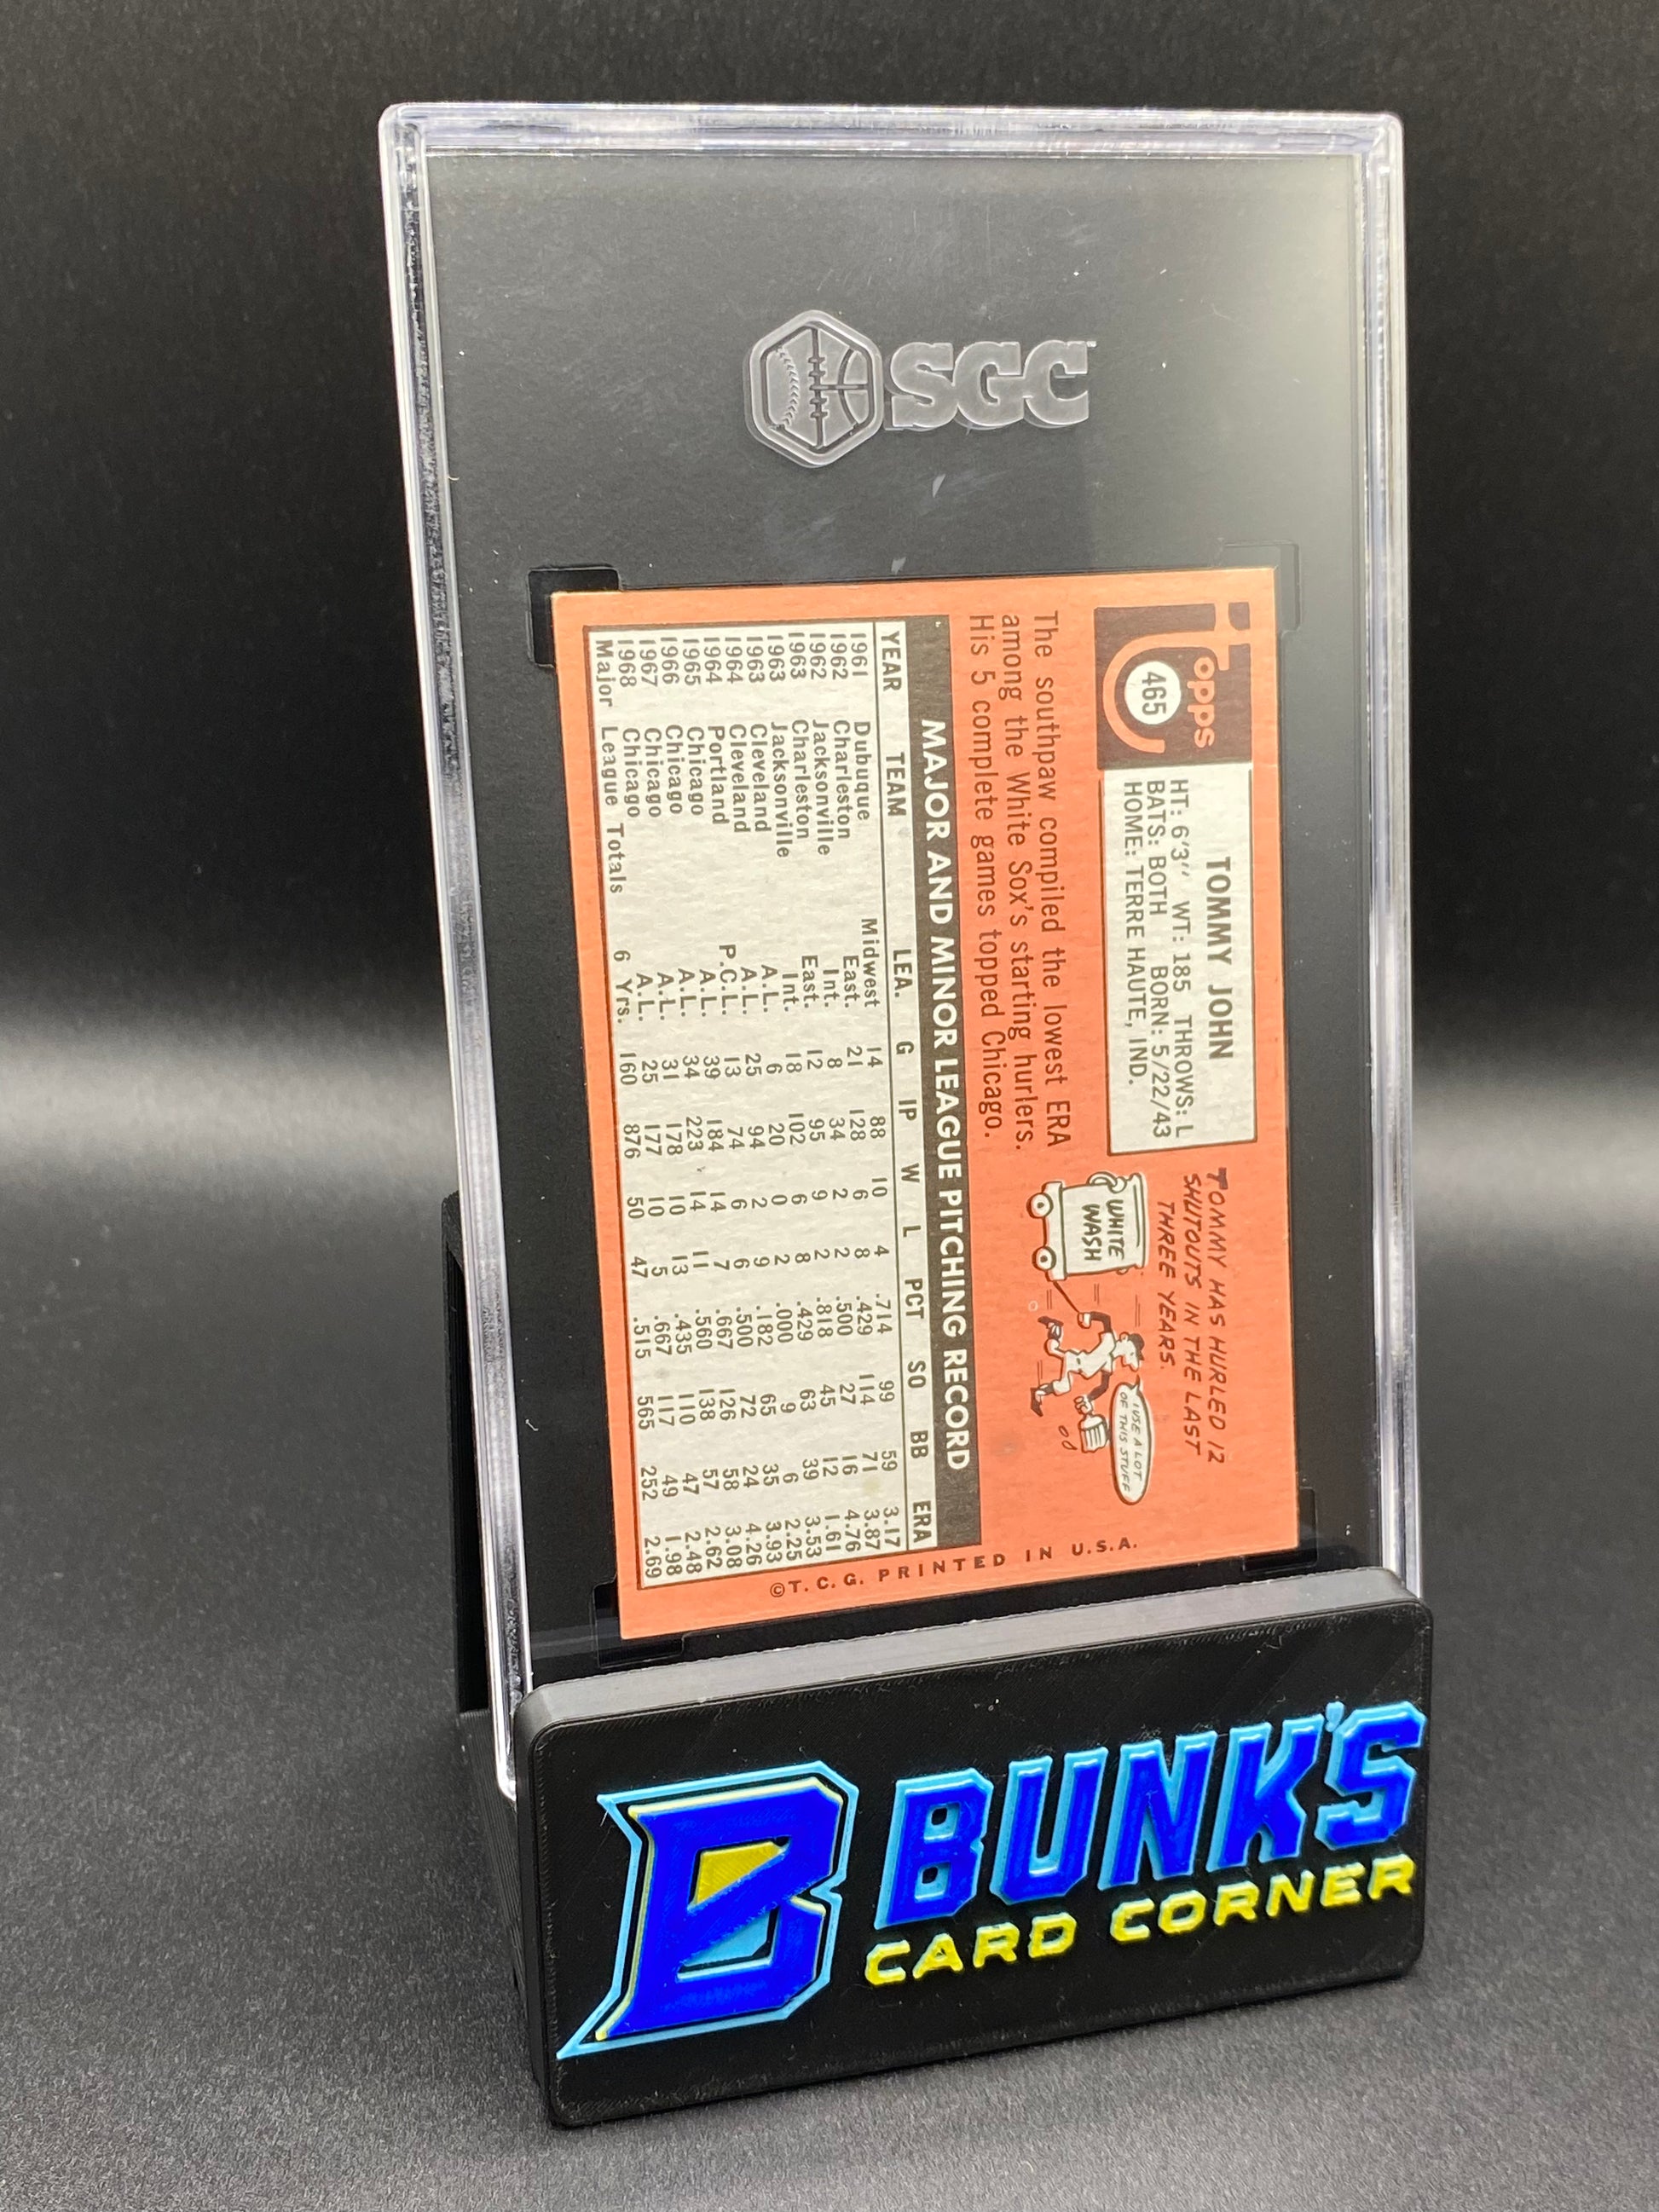 SGC
Topps
465
TOMMY JOHN
HT: 6'3" WT: 185 THROWS: L
BATS: BOTH BORN: 5/22/43
HOME: TERRE HAUTE, IND.
The southpaw compiled the lowest ERA
among the White Sox's starting hurlers.
His 5 complete games topped Chicago.
TOMMY HAS HURLED 12
SHUTOUTS IN THE LAST
THREE YEARS.
WHITE
WASH
I USE A LOT
OF THIS STUFF
MAJOR AND MINOR LEAGUE PITCHING RECORD
YEAR TEAM LEA. G IP W L PCT SO BB ERA
1961 Dubuque Midwest 14 88 10 4 .714 99 59 3.17
1962 Charleston East. 21 128 6 8 .429 114 71 3.87
1962 Jacksonville Int. 8 34 2 2 .500 27 16 4.76
1963 Charleston East. 12 95 9 2 .818 45 12 1.61
1963 Jacksonville Int. 18 102 6 8 .429 63 39 3.53
1963 Cleveland A.L. 6 20 0 2 .000 9 6 2.25
1964 Cleveland A.L. 25 94 2 9 .182 65 35 3.93
1964 Portland P.C.L. 13 74 6 6 .500 72 24 4.26
1965 Chicago A.L. 39 184 14 7 .667 126 58 3.08
1966 Chicago A.L. 34 223 14 11 .560 138 57 2.62
1967 Chicago A.L. 31 178 10 13 .435 110 47 2.48
1968 Chicago A.L. 25 177 10 5 .667 117 49 1.98
Major League Totals 6 Yrs. 160 876 50 47 .515 565 252 2.69
©T.C.G. PRINTED IN U.S.A.
B
BUNK'S
CARD CORNER